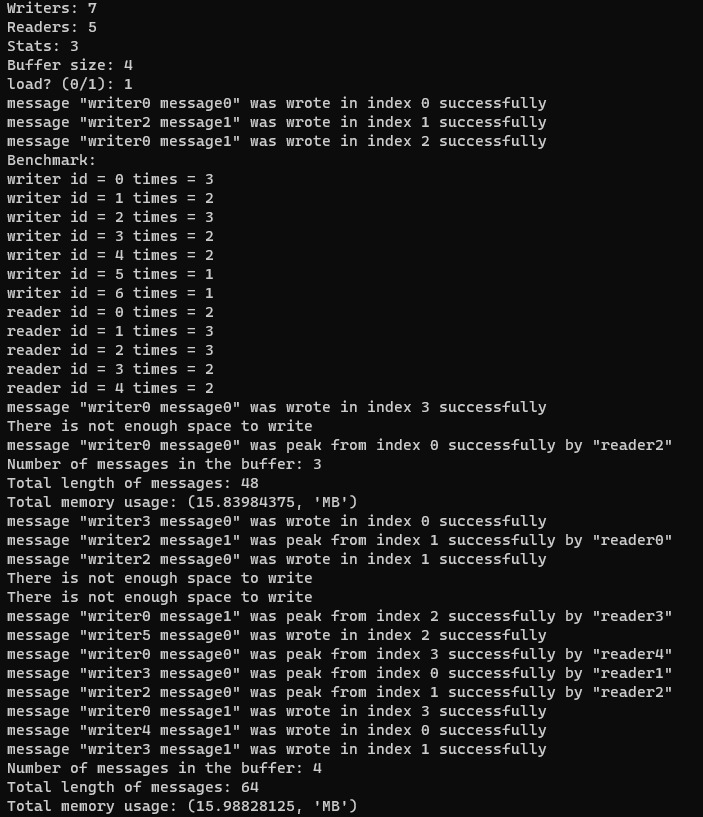 Writers: 7
Readers: 5
Stats: 3
Buffer size: 4
load? (0/1): 1
message "writer0 message0" was wrote in index 0 successfully
message "writer2 message1" was wrote in index 1 successfully
message "writer0 message1" was wrote in index 2 successfully
Benchmark:
writer id = 0 times = 3
writer id = 1 times = 2
writer id = 2 times = 3
writer id = 3 times = 2
writer id = 4 times = 2
writer id = 5 times = 1
writer id = 6 times = 1
reader id = 0 times = 2
reader id = 1 times = 3
reader id = 2 times = 3
reader id = 3 times = 2
reader id = 4 times = 2
message "writer0 message0" was wrote in index 3 successfully
There is not enough space to write
message "writer0 message0" was peak from index 0 successfully by "reader2"
Number of messages in the buffer: 3
Total length of messages: 48
Total memory usage: (15.83984375, 'MB')
message "writer3 message0" was wrote in index 0 successfully
message "writer2 message1" was peak from index 1 successfully by "reader0"
message "writer2 message0" was wrote in index 1 successfully
There is not enough space to write
There is not enough space to write
message "writer0 message1" was peak from index 2 successfully by "reader3"
message "writer5 message0" was wrote in index 2 successfully
message "writer0 message0" was peak from index 3 successfully by "reader4"
message "writer3 message0" was peak from index 0 successfully by "reader1"
message "writer2 message0" was peak from index 1 successfully by "reader2"
message "writer0 message1" was wrote in index 3 successfully
message "writer4 message1" was wrote in index 0 successfully
message "writer3 message1" was wrote in index 1 successfully
Number of messages in the buffer: 4
Total length of messages: 64
Total memory usage: (15.98828125, 'MB')